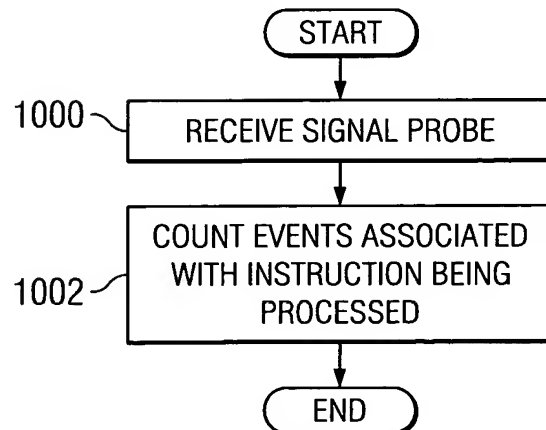 START
1000
RECEIVE SIGNAL PROBE
COUNT EVENTS ASSOCIATED
WITH INSTRUCTION BEING
1002
PROCESSED
END